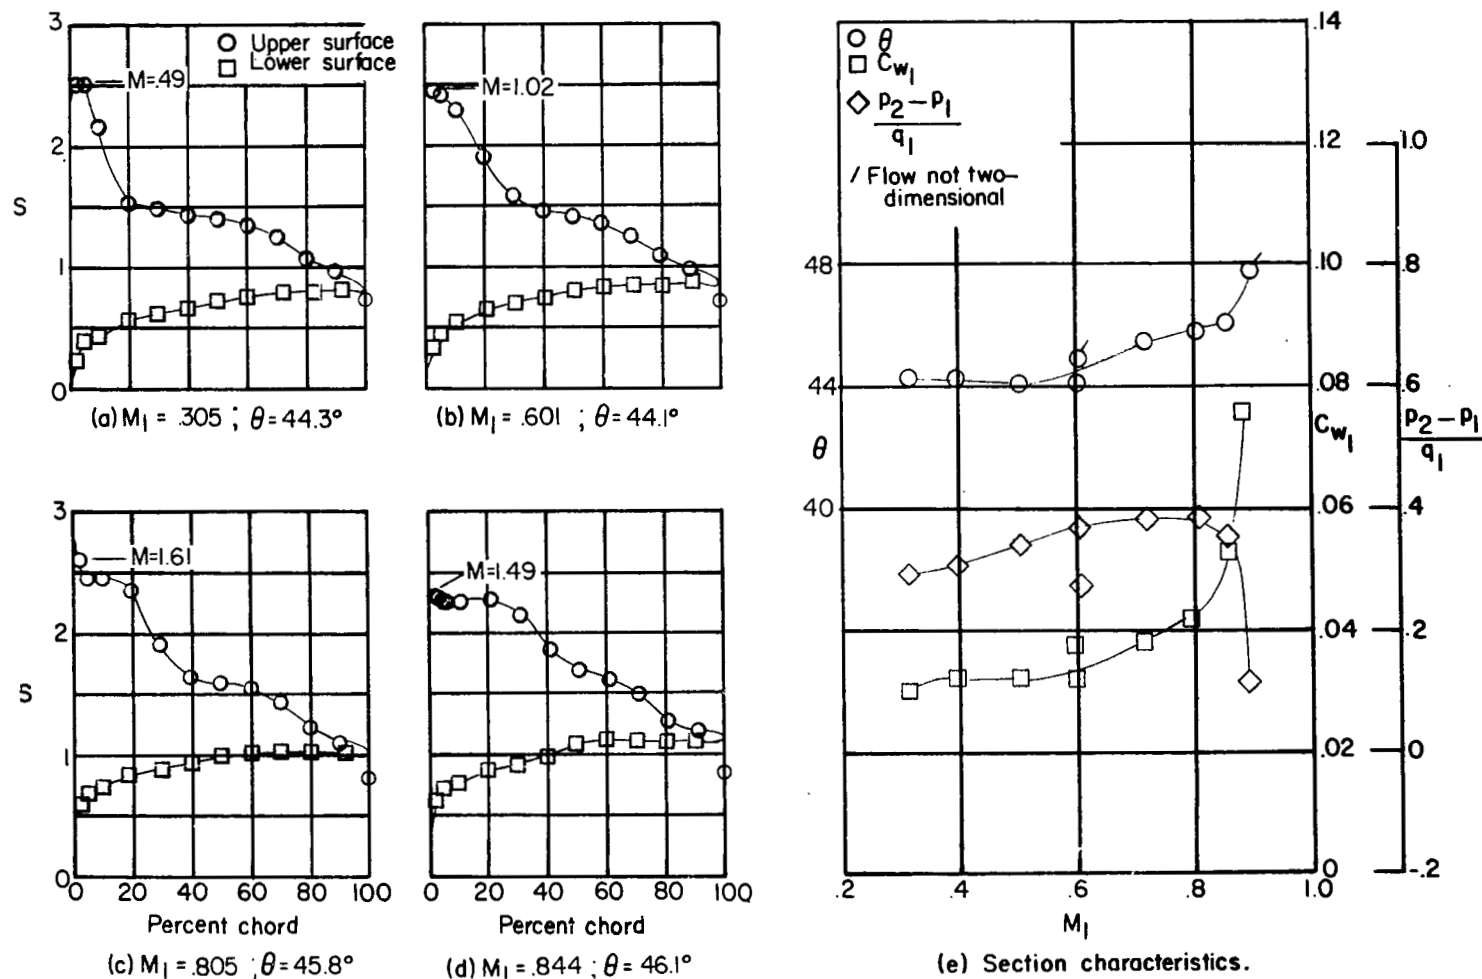 3
2
S
1
0
○ Upper surface
□ Lower surface
M=.49
M=1.02
(a) M₁ = .305 ; θ = 44.3°
(b) M₁ = .601 ; θ = 44.1°
3
2
S
1
0
M=1.61
M=1.49
0 20 40 60 80 100
0 20 40 60 80 100
Percent chord
Percent chord
(c) M₁ = .805 ; θ = 45.8°
(d) M₁ = .844 ; θ = 46.1°
○ θ
□ C_w₁
◇ p₂ – p₁
q₁
/ Flow not two-
dimensional
48
44
θ
40
.14
.12
.10
.08
C_w₁
.06
.04
.02
.0
1.0
.8
.6
p₂ – p₁
q₁
.4
.2
0
-.2
.2 .4 .6 .8 1.0
M₁
(e) Section characteristics.